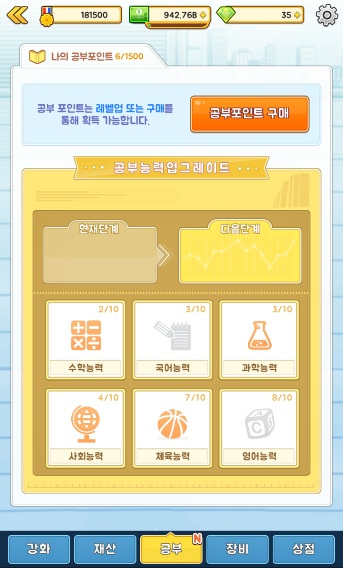 181500
942.76B
35
나의 공부포인트 6/1500
공부 포인트는 레벨업 또는 구매를
통해 획득 가능합니다.
공부포인트 구매
공부능력업그레이드
현재단계
다음단계
2/10
3/10
3/10
수학능력
국어능력
과학능력
4/10
7/10
8/10
C
사회능력
체육능력
영어능력
N
강화
재산
공부
장비
상점